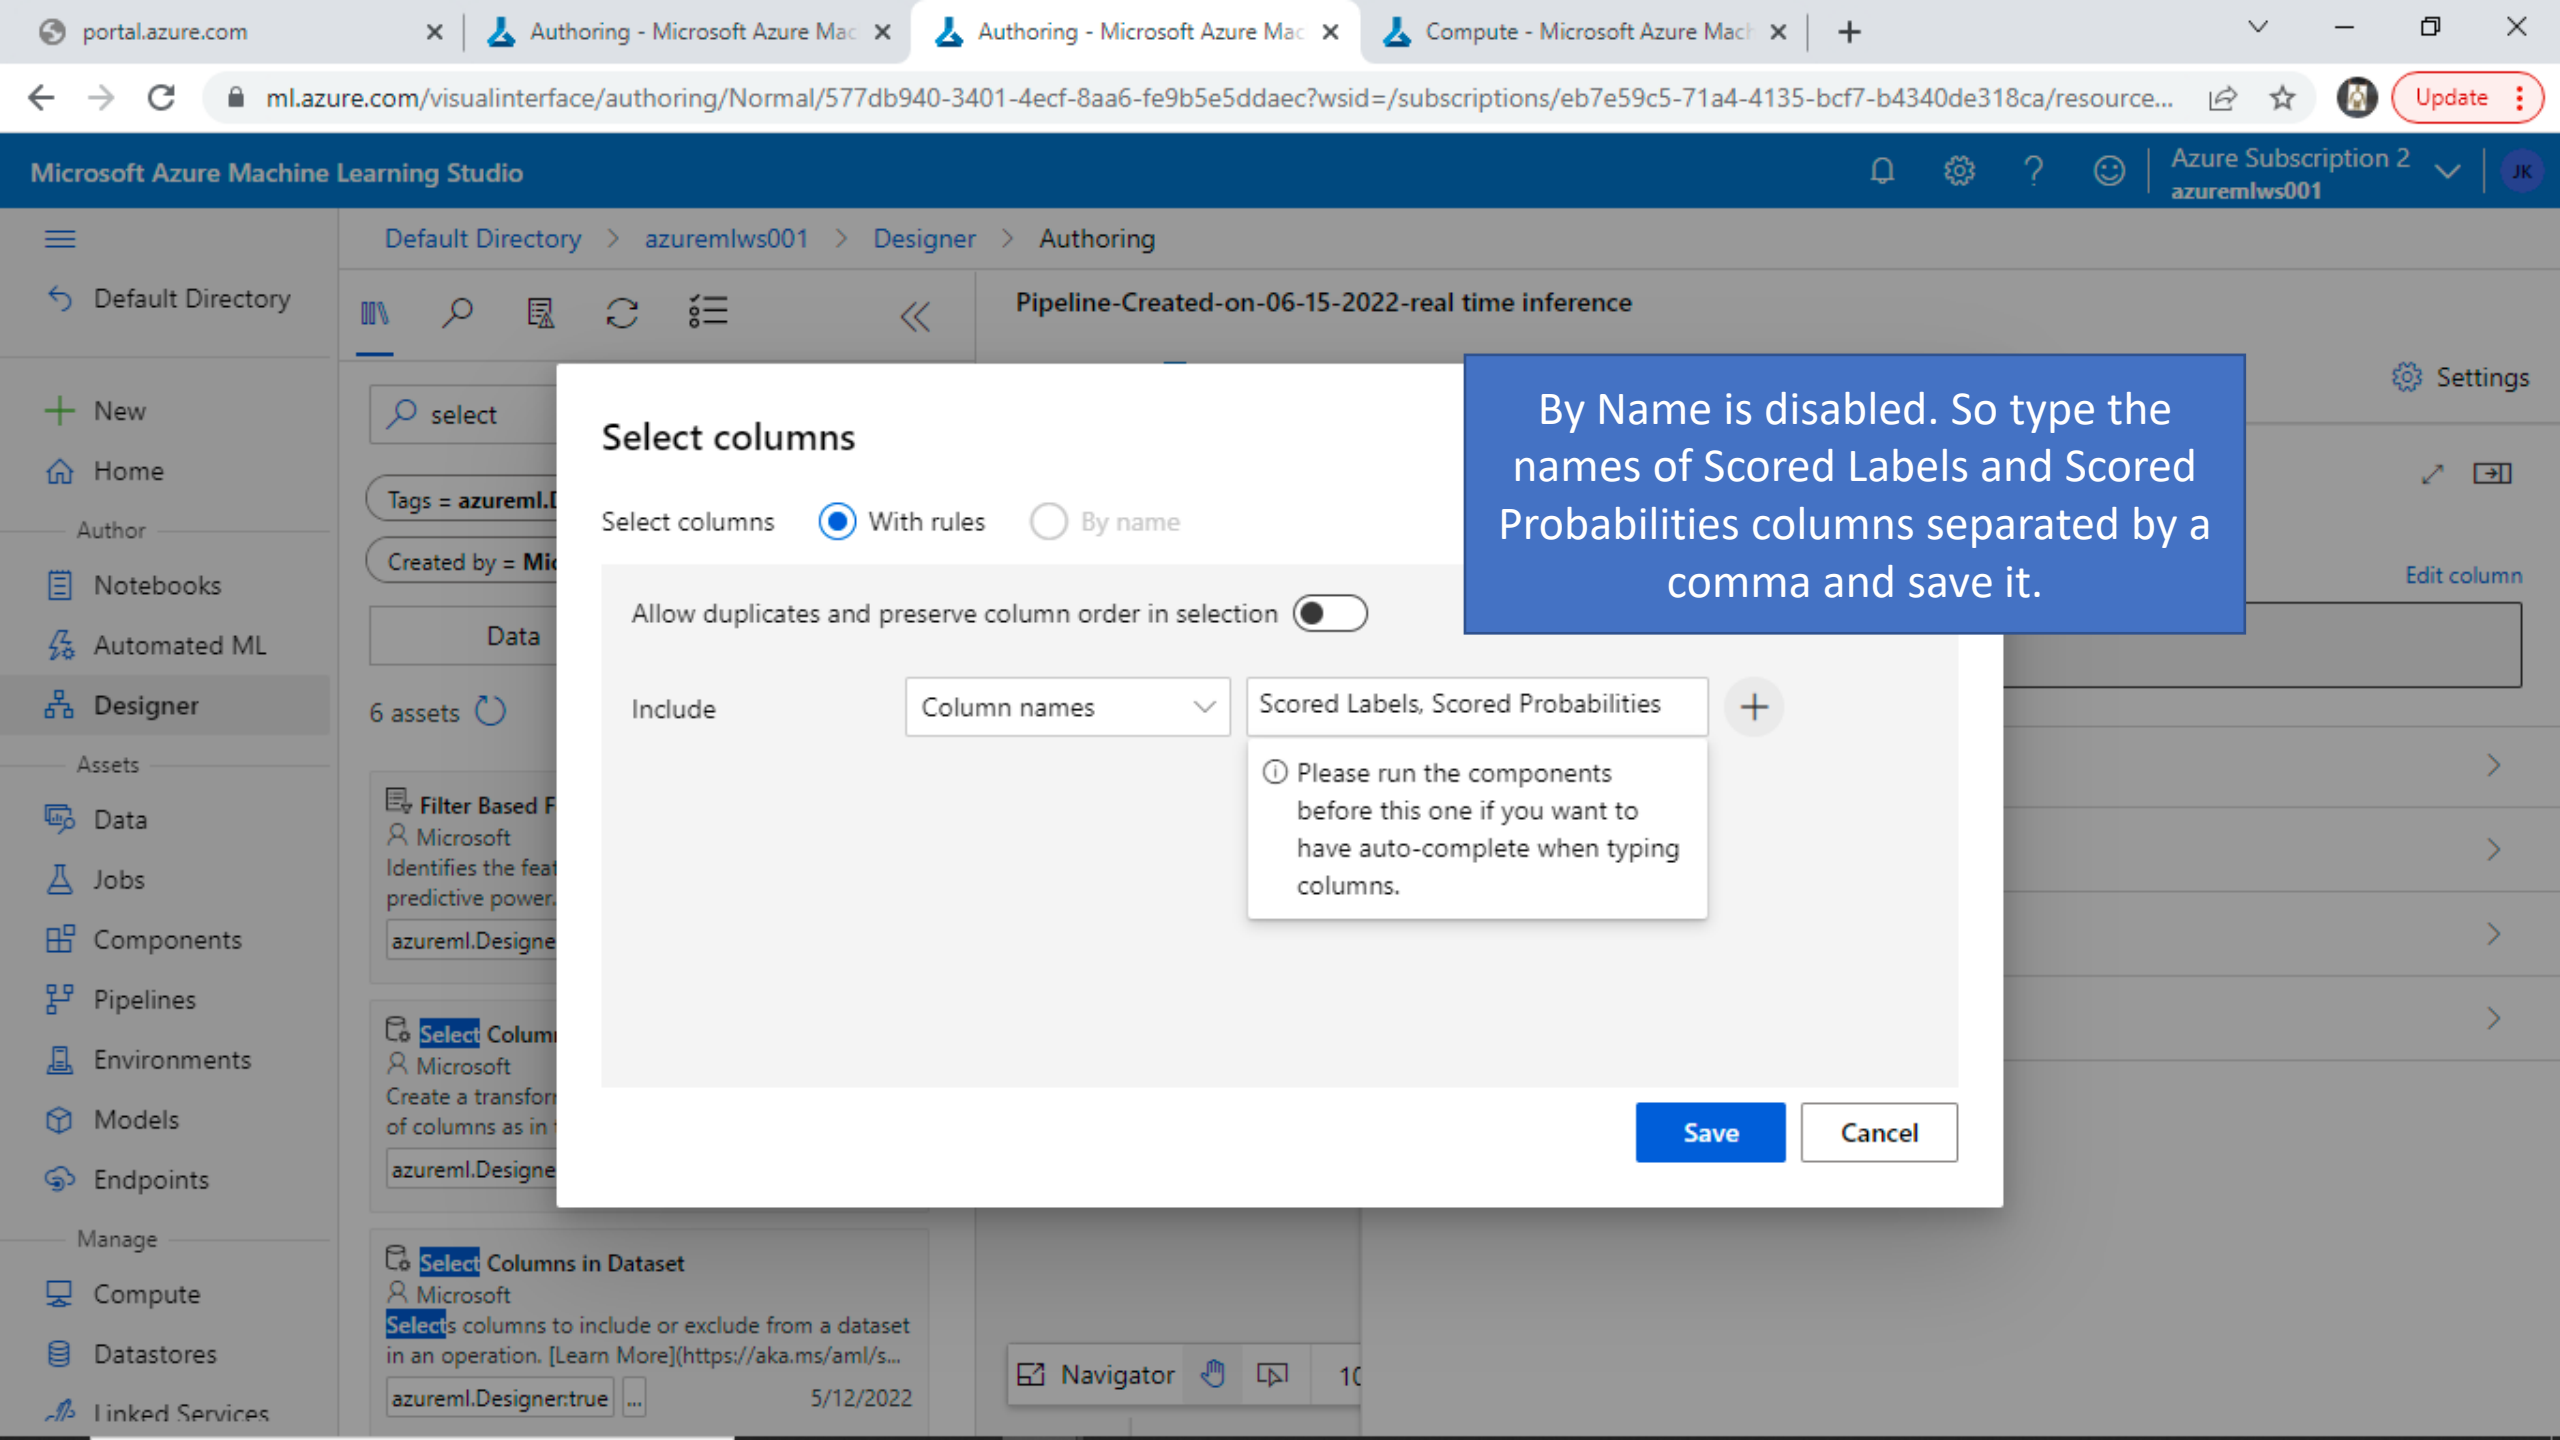 portal.azure.com
Authoring - Microsoft Azure Mac
Authoring - Microsoft Azure Mac
Compute - Microsoft Azure Mach
ml.azure.com/visualinterface/authoring/Normal/577db940-3401-4ecf-8aa6-fe9b5e5ddaec?wsid=/subscriptions/eb7e59c5-71a4-4135-bcf7-b4340de318ca/resource...
Update
Microsoft Azure Machine Learning Studio
Azure Subscription 2
azuremlws001
JK
Default Directory > azuremlws001 > Designer > Authoring
Default Directory
New
Home
Author
Notebooks
Automated ML
Designer
Assets
Data
Jobs
Components
Pipelines
Environments
Models
Endpoints
Manage
Compute
Datastores
Linked Services
select
Tags = azureml.D
Created by = Mic
Data
6 assets
Filter Based F
Microsoft
Identifies the feat
predictive power.
azureml.Designe
Select Colum
Microsoft
Create a transfor
of columns as in
azureml.Designe
Select Columns in Dataset
Microsoft
Selects columns to include or exclude from a dataset
in an operation. [Learn More](https://aka.ms/aml/s...
azureml.Designer:true ... 5/12/2022
Pipeline-Created-on-06-15-2022-real time inference
Settings
Edit column
Select columns
Select columns With rules By name
Allow duplicates and preserve column order in selection
Include Column names Scored Labels, Scored Probabilities
Please run the components
before this one if you want to
have auto-complete when typing
columns.
Save Cancel
By Name is disabled. So type the
names of Scored Labels and Scored
Probabilities columns separated by a
comma and save it.
Navigator 10